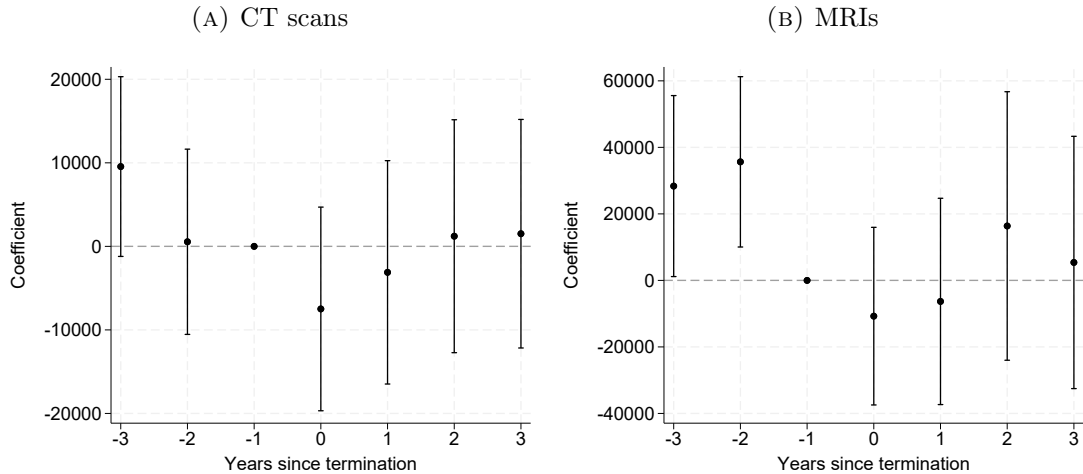 (A) CT scans
20000
10000
0
-10000
-20000
Coefficient
-3 -2 -1 0 1 2 3
Years since termination
(B) MRIs
60000
40000
20000
0
-20000
-40000
Coefficient
-3 -2 -1 0 1 2 3
Years since termination